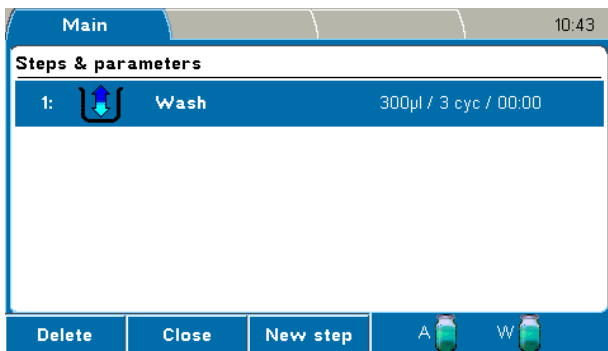 Main 10:43
Steps & parameters
1: Wash 300µl / 3 cyc / 00:00
Delete Close New step A W